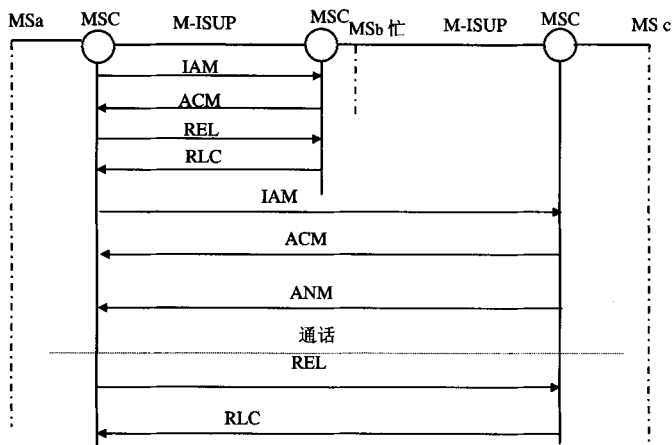 MSa MSC M-ISUP MSC MSb 忙 M-ISUP MSC MS c
IAM
ACM
REL
RLC
IAM
ACM
ANM
通话
REL
RLC